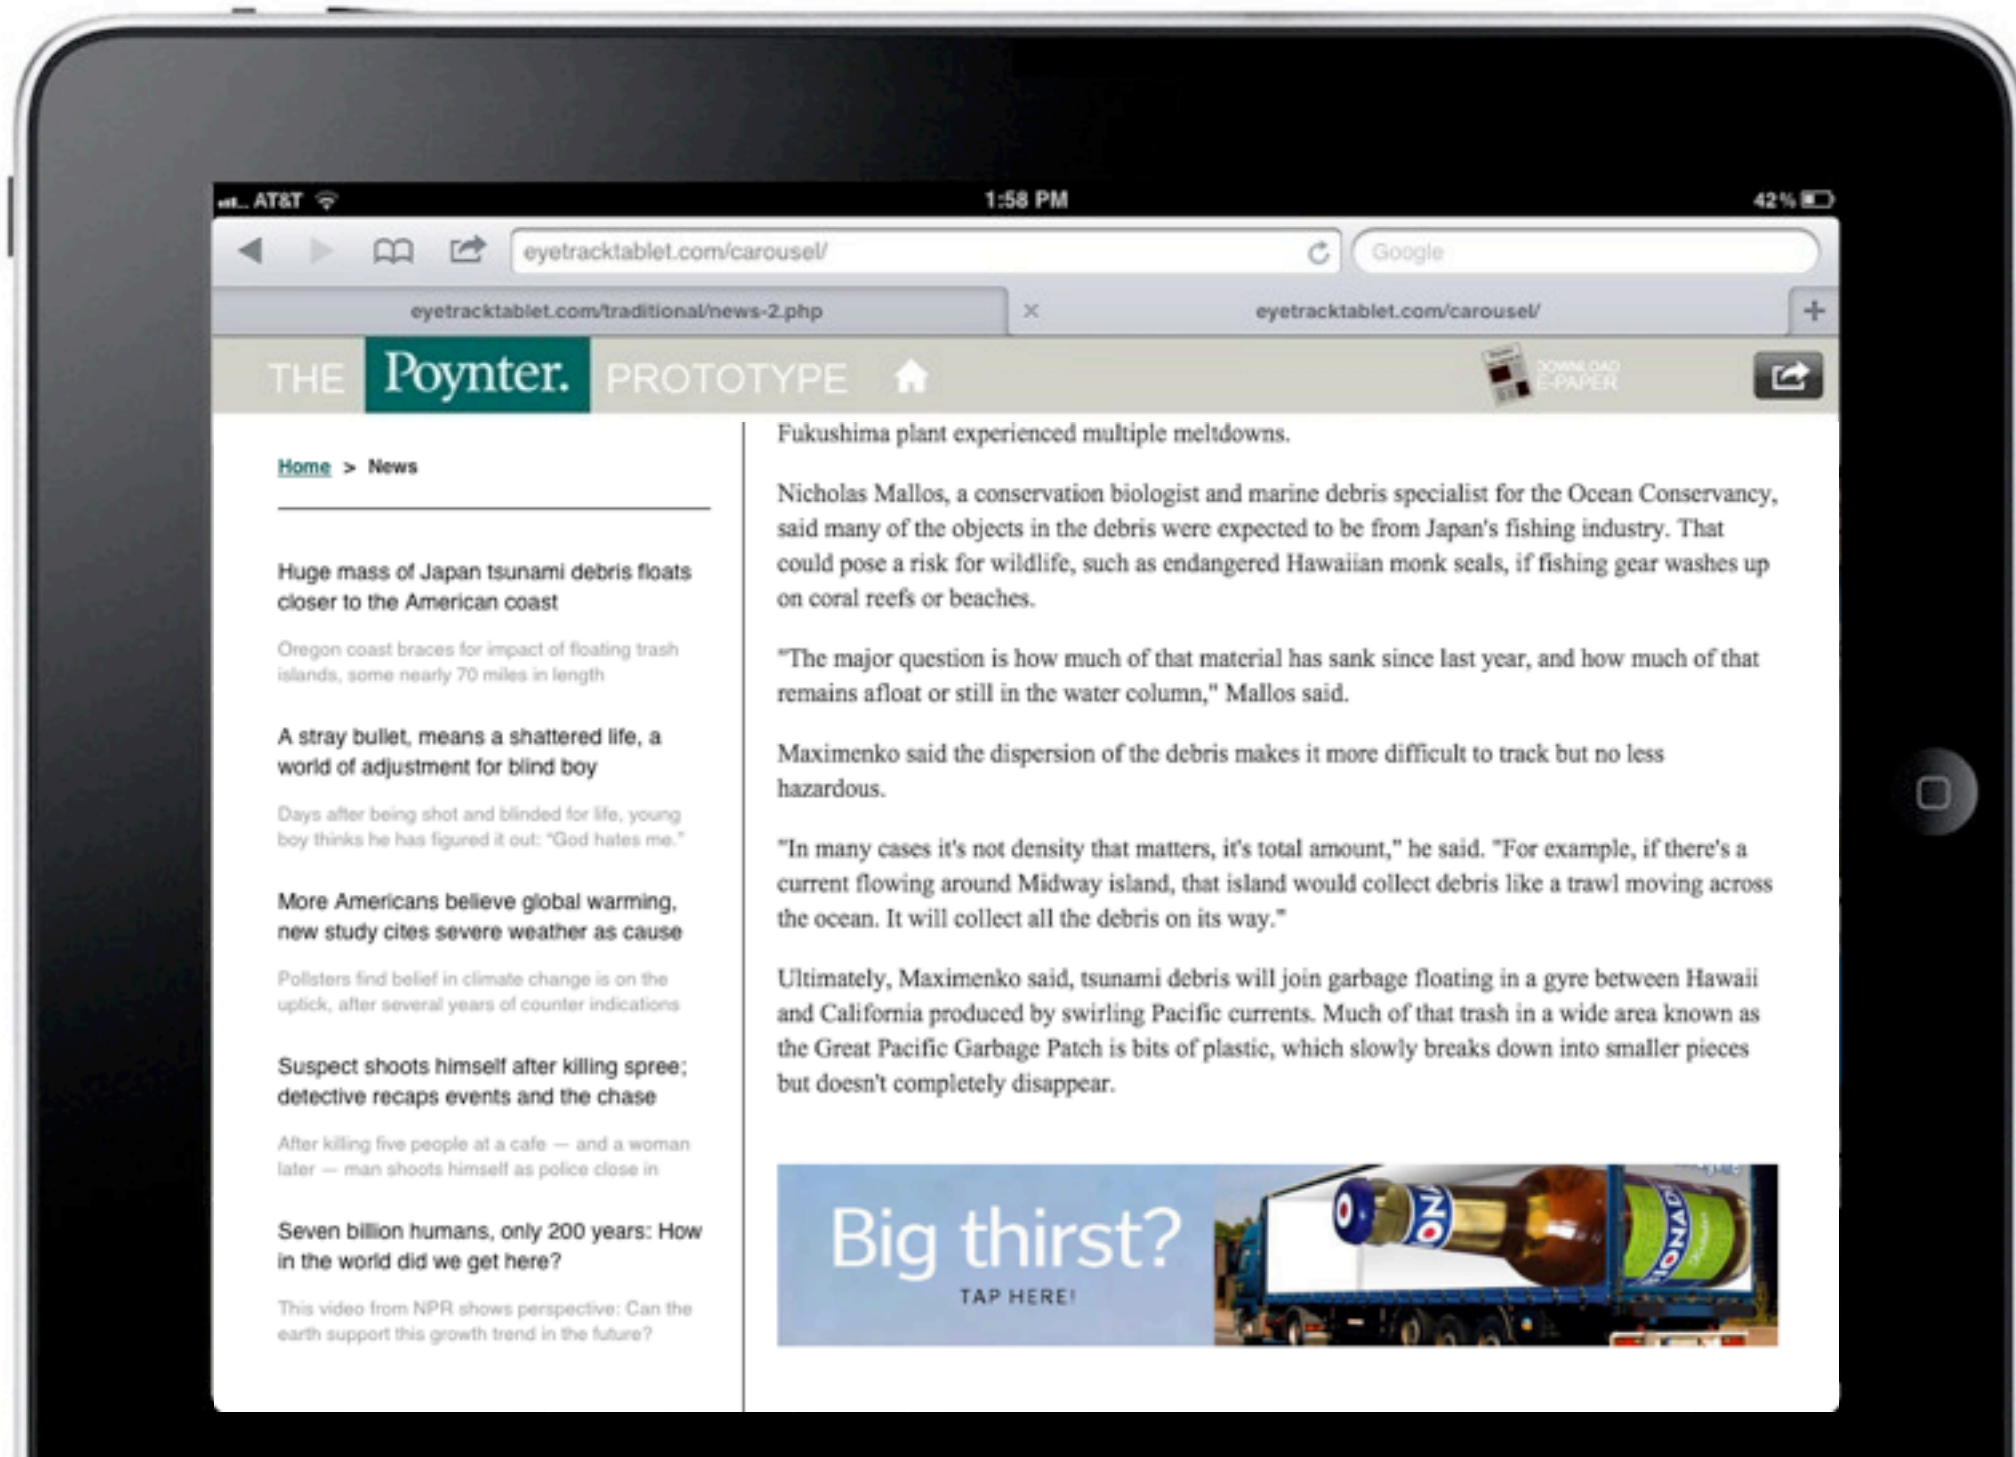 AT&T
1:58 PM
42%
eyetracktablet.com/carousel/
Google
eyetracktablet.com/traditional/news-2.php
eyetracktablet.com/carousel/
THE Poynter. PROTOTYPE
DOWNLOAD
E-PAPER
Home > News
Huge mass of Japan tsunami debris floats
closer to the American coast
Oregon coast braces for impact of floating trash
islands, some nearly 70 miles in length
A stray bullet, means a shattered life, a
world of adjustment for blind boy
Days after being shot and blinded for life, young
boy thinks he has figured it out: “God hates me.”
More Americans believe global warming,
new study cites severe weather as cause
Pollsters find belief in climate change is on the
uptick, after several years of counter indications
Suspect shoots himself after killing spree;
detective recaps events and the chase
After killing five people at a cafe — and a woman
later — man shoots himself as police close in
Seven billion humans, only 200 years: How
in the world did we get here?
This video from NPR shows perspective: Can the
earth support this growth trend in the future?
Fukushima plant experienced multiple meltdowns.
Nicholas Mallos, a conservation biologist and marine debris specialist for the Ocean Conservancy,
said many of the objects in the debris were expected to be from Japan's fishing industry. That
could pose a risk for wildlife, such as endangered Hawaiian monk seals, if fishing gear washes up
on coral reefs or beaches.
"The major question is how much of that material has sank since last year, and how much of that
remains afloat or still in the water column," Mallos said.
Maximenko said the dispersion of the debris makes it more difficult to track but no less
hazardous.
"In many cases it's not density that matters, it's total amount," he said. "For example, if there's a
current flowing around Midway island, that island would collect debris like a trawl moving across
the ocean. It will collect all the debris on its way."
Ultimately, Maximenko said, tsunami debris will join garbage floating in a gyre between Hawaii
and California produced by swirling Pacific currents. Much of that trash in a wide area known as
the Great Pacific Garbage Patch is bits of plastic, which slowly breaks down into smaller pieces
but doesn't completely disappear.
Big thirst?
TAP HERE!
ONA
IONAD